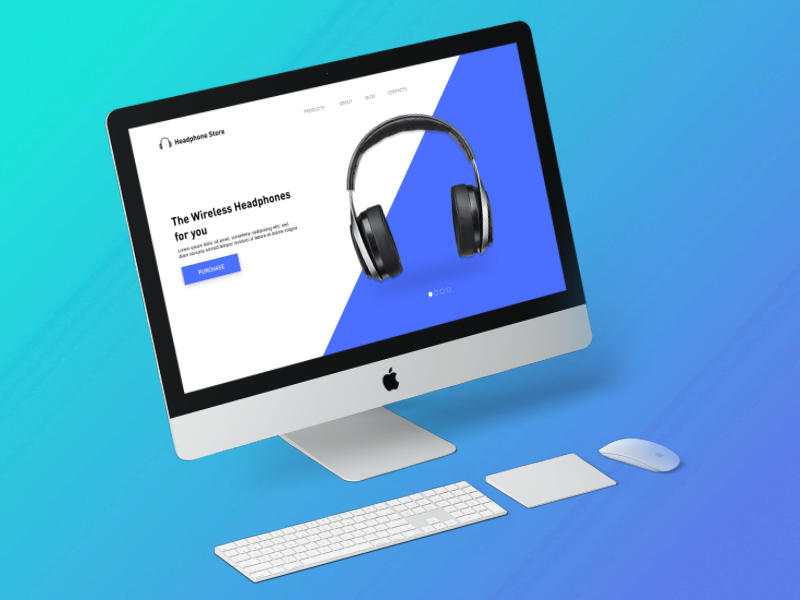 Headphone Store
PRODUCTS
ABOUT
BLOG
CONTACTS
The Wireless Headphones
for you
Lorem ipsum dolor sit amet, consetetur sadipscing elitr, sed
diam nonumy eirmod tempor invidunt ut labore et dolore magna
PURCHASE